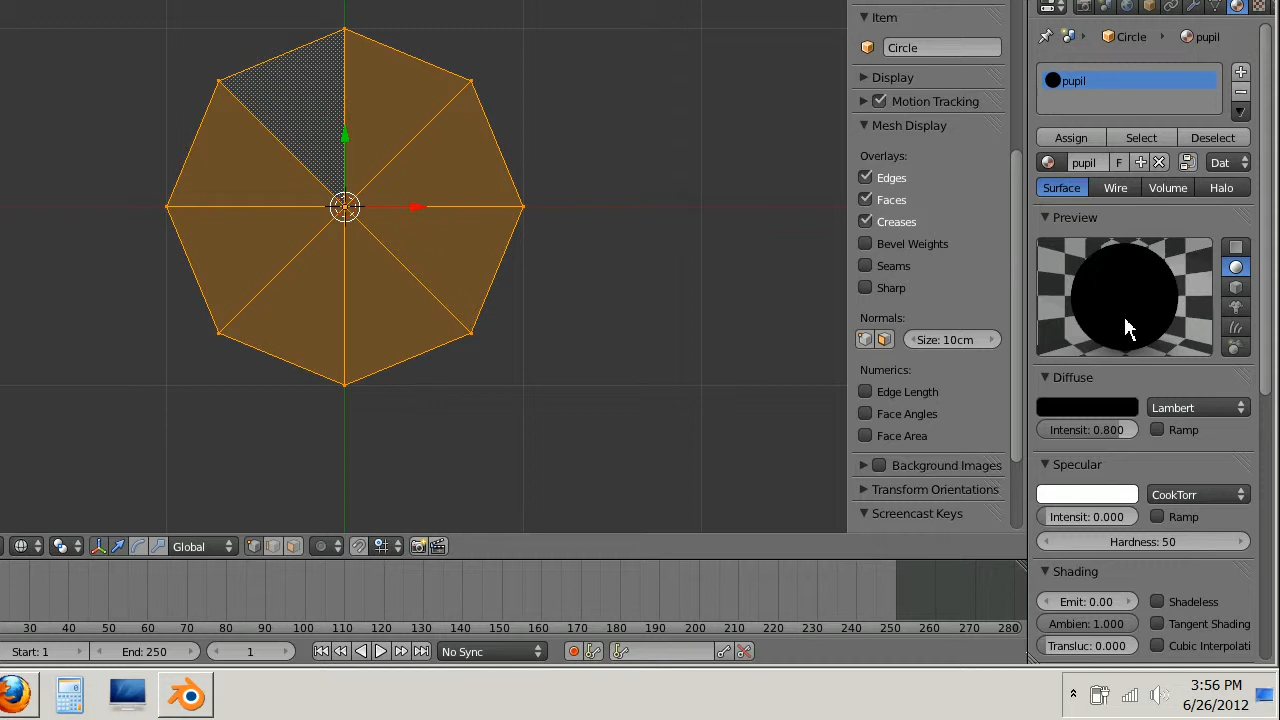 Item
Circle
Display
Motion Tracking
Mesh Display
Overlays:
Edges
Faces
Creases
Bevel Weights
Seams
Sharp
Normals:
Size: 10cm
Numerics:
Edge Length
Face Angles
Face Area
Background Images
Transform Orientations
Screencast Keys
Circle
pupil
pupil
Assign Select Deselect
pupil F Dat
Surface Wire Volume Halo
Preview
Diffuse
Lambert
Intensit: 0.800 Ramp
Specular
CookTorr
Intensit: 0.000 Ramp
Hardness: 50
Shading
Emit: 0.00 Shadeless
Ambien: 1.000 Tangent Shading
Transluc: 0.000 Cubic Interpolati
Global
30 40 50 60 70 80 90 100 110 120 130 140 150 160 170 180 190 200 210 220 230 240 250 260 270 280
Start: 1 End: 250 1 No Sync
3:56 PM
6/26/2012